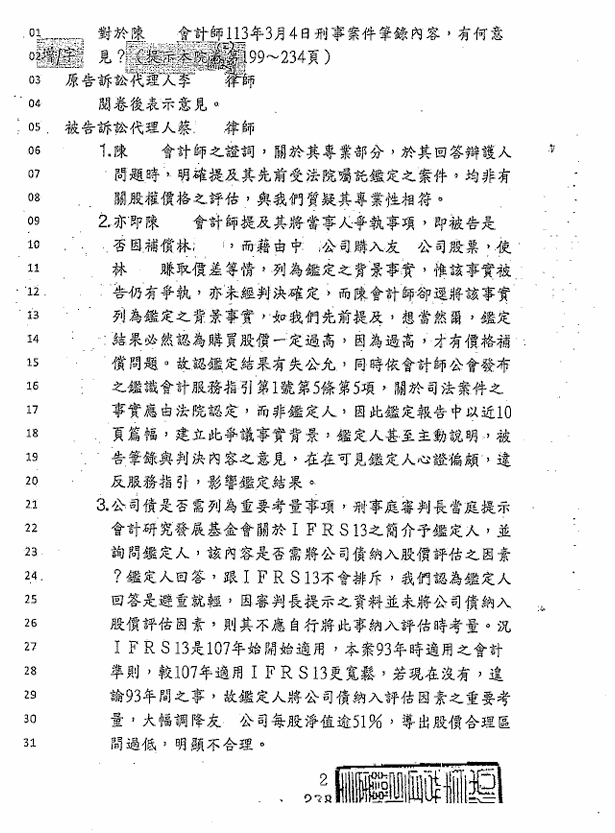 01 對於陳 會計師113年3月4日刑事案件筆錄內容，有何意
02 見？（提示本院卷 199～234頁）
增1字
03 原告訴訟代理人李 律師
04 閱卷後表示意見。
05 被告訴訟代理人蔡 律師
06 1.陳 會計師之證詞，關於其專業部分，於其回答辯護人
07 問題時，明確提及其先前受法院囑託鑑定之案件，均非有
08 關股權價格之評估，與我們質疑其專業性相符。
09 2.亦即陳 會計師提及其將當事人爭執事項，即被告是
10 否因補償林 ，而藉由中 公司購入友 公司股票，使
11 林 賺取價差等情，列為鑑定之背景事實，惟該事實被
12 告仍有爭執，亦未經判決確定，而陳會計師卻逕將該事實
13 列為鑑定之背景事實，如我們先前提及，想當然爾，鑑定
14 結果必然認為購買股價一定過高，因為過高，才有價格補
15 償問題。故認鑑定結果有失公允，同時依會計師公會發布
16 之鑑識會計服務指引第1號第5條第5項，關於司法案件之
17 事實應由法院認定，而非鑑定人，因此鑑定報告中以近10
18 頁篇幅，建立此爭議事實背景，鑑定人甚至主動說明，被
19 告筆錄與判決內容之意見，在在可見鑑定人心證偏頗，違
20 反服務指引，影響鑑定結果。
21 3.公司債是否需列為重要考量事項，刑事庭審判長當庭提示
22 會計研究發展基金會關於ＩＦＲＳ13之簡介予鑑定人，並
23 詢問鑑定人，該內容是否需將公司債納入股價評估之因素
24 ？鑑定人回答，跟ＩＦＲＳ13不會排斥，我們認為鑑定人
25 回答是避重就輕，因審判長提示之資料並未將公司債納入
26 股價評估因素，則其不應自行將此事納入評估時考量。況
27 ＩＦＲＳ13是107年始開始適用，本案93年時適用之會計
28 準則，較107年適用ＩＦＲＳ13更寬鬆，若現在沒有，遑
29 論93年間之事，故鑑定人將公司債納入評估因素之重要考
30 量，大幅調降友 公司每股淨值逾51%，導出股價合理區
31 間過低，明顯不合理。
2
238